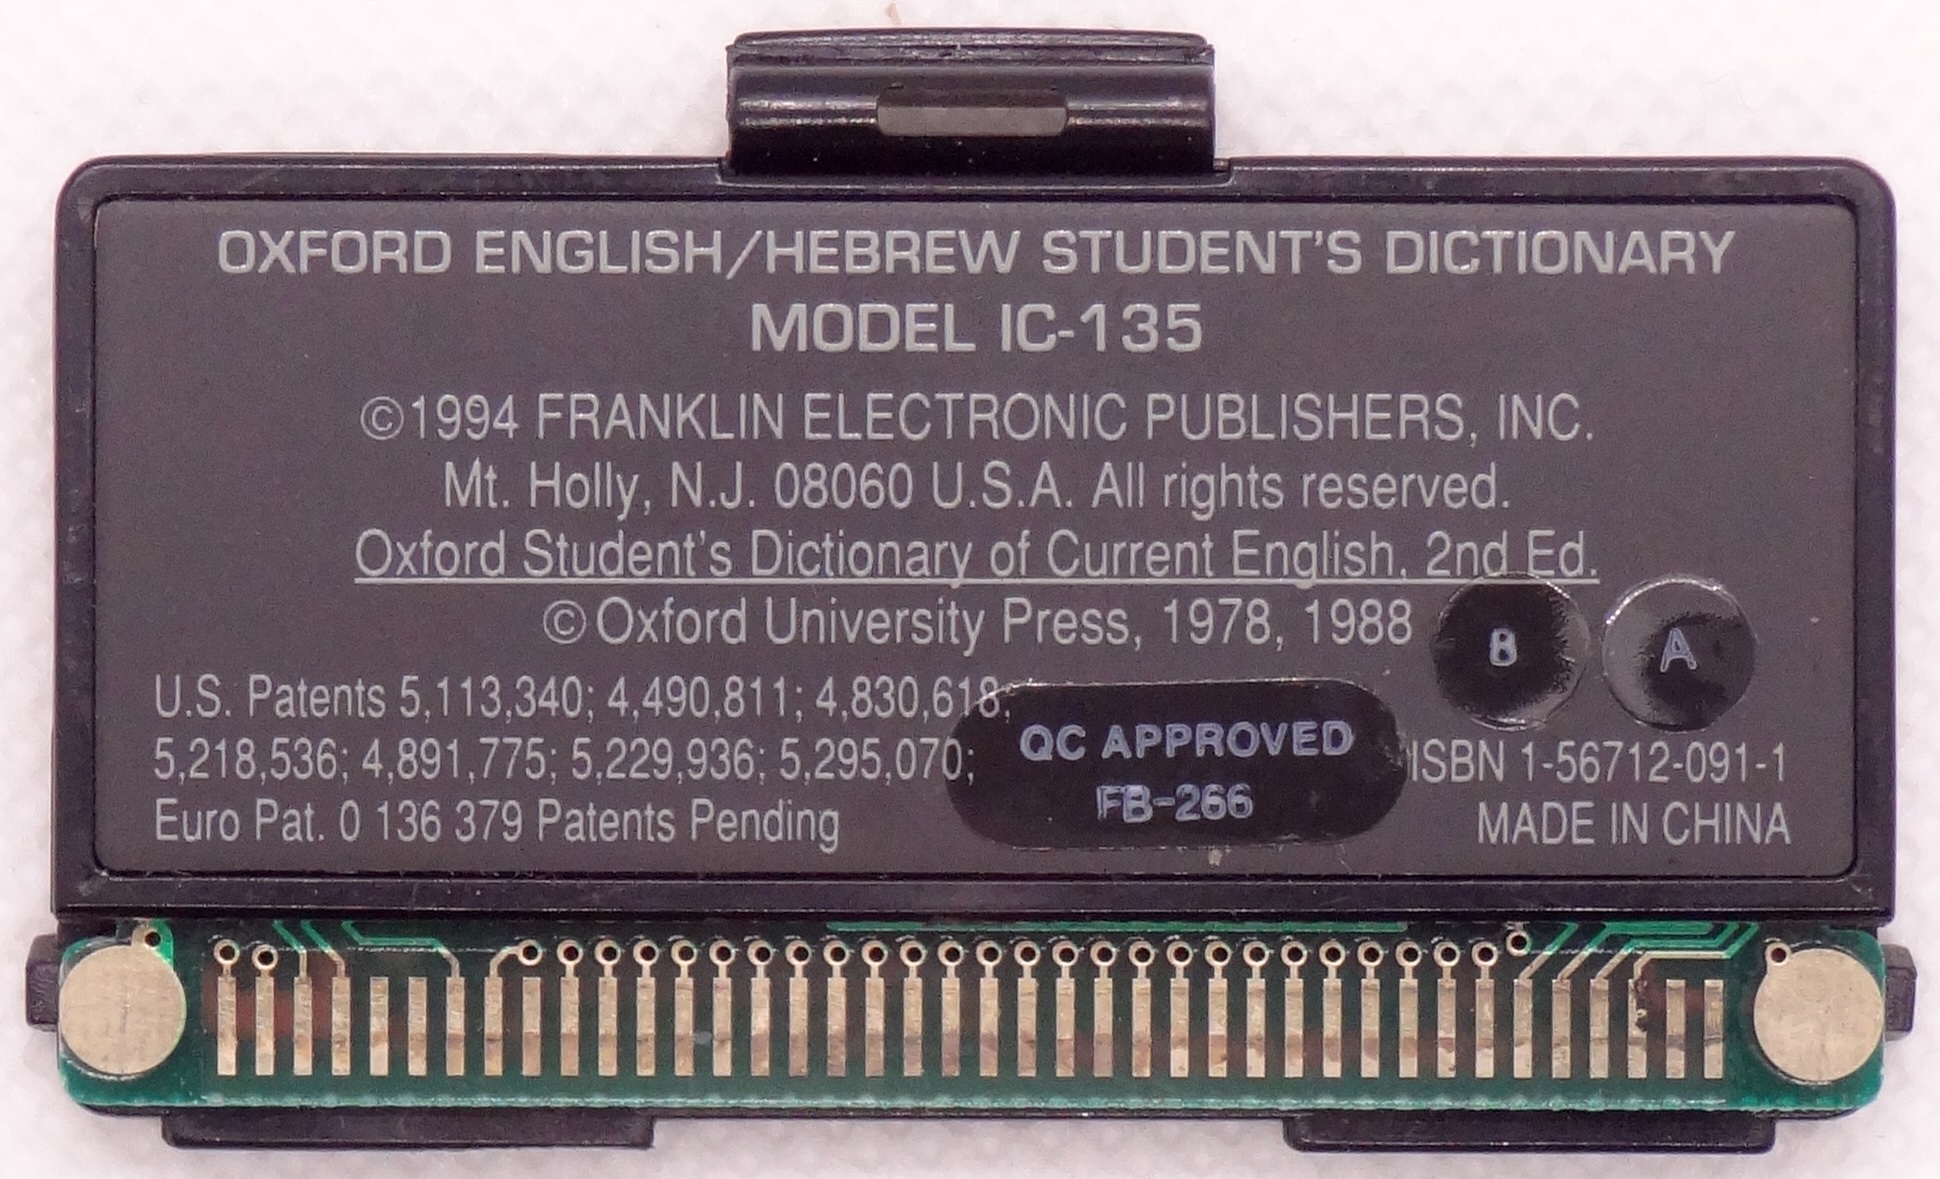 OXFORD ENGLISH/HEBREW STUDENT'S DICTIONARY
MODEL IC-135
©1994 FRANKLIN ELECTRONIC PUBLISHERS, INC.
Mt. Holly, N.J. 08060 U.S.A. All rights reserved.
Oxford Student's Dictionary of Current English, 2nd Ed.
©Oxford University Press, 1978, 1988
B A
U.S. Patents 5,113,340; 4,490,811; 4,830,618;
5,218,536; 4,891,775; 5,229,936; 5,295,070;
Euro Pat. 0 136 379 Patents Pending
QC APPROVED
FB-266
ISBN 1-56712-091-1
MADE IN CHINA